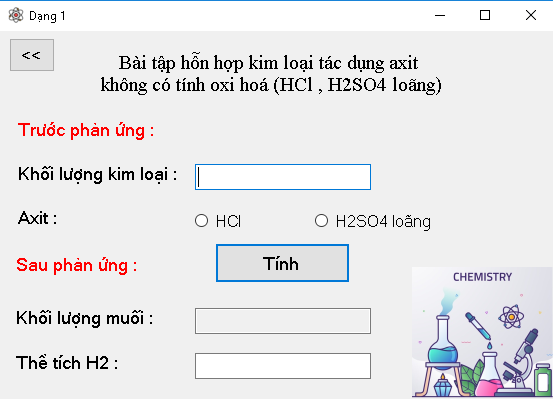 Dạng 1
<<
Bài tập hỗn hợp kim loại tác dụng axit
không có tính oxi hoá (HCl , H2SO4 loãng)
Trước phản ứng :
Khối lượng kim loại :
Axit :
HCl
H2SO4 loãng
Sau phản ứng :
Tính
CHEMISTRY
Khối lượng muối :
Thể tích H2 :